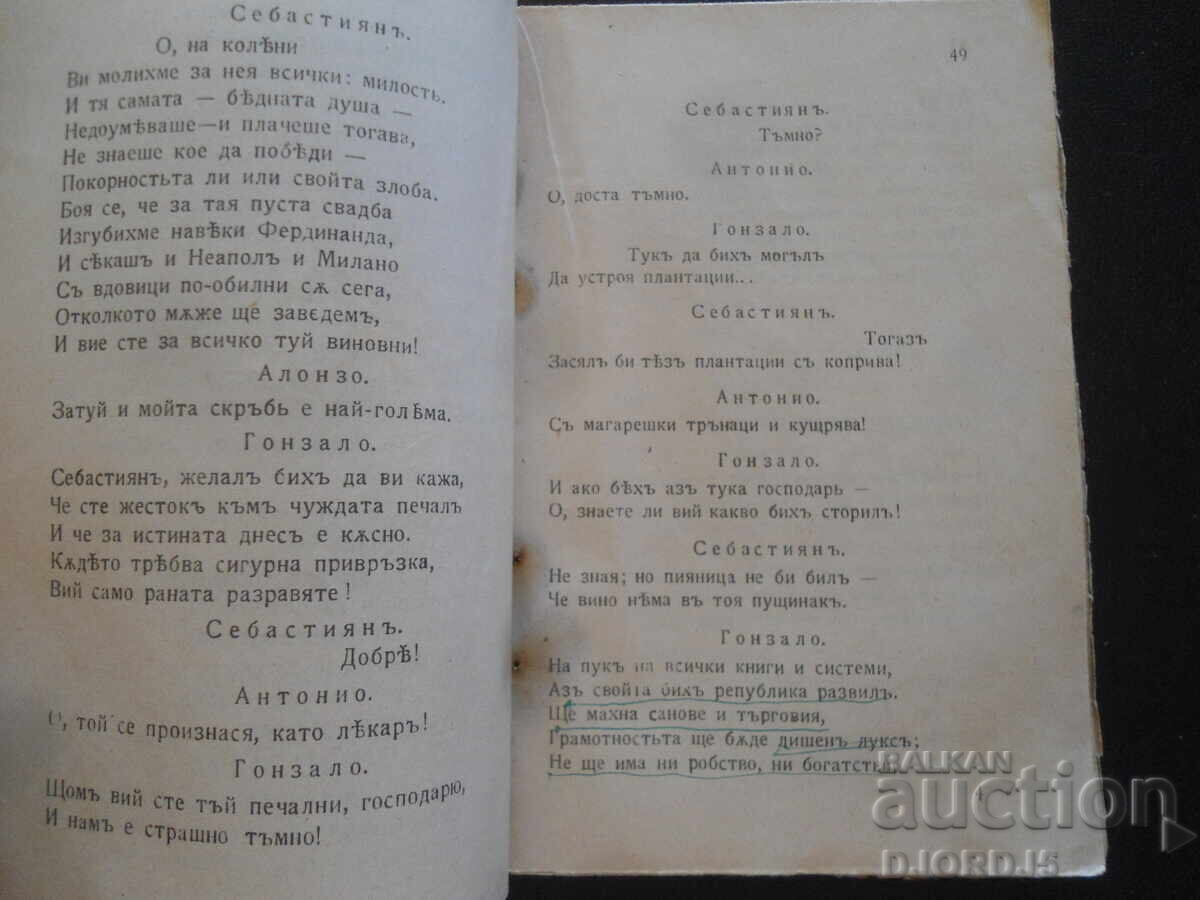 Себастиянъ.
О, на колѣни
Ви молихме за нея всички: милость.
И тя самата — бѣдната душа —
Недоумѣваше — и плачеше тогава,
Не знаеше кое да побѣди —
Покорностьта ли или свойта злоба.
Боя се, че за тая пуста свадба
Изгубихме навѣки Фердинанда,
И сѣкашъ и Неаполъ и Милано
Съ вдовици по-обилни сѫ сега,
Отколкото мѫже ще заведемъ,
И вие сте за всичко туй виновни!
Алонзо.
Затуй и мойта скръбь е най-голѣма.
Гонзало.
Себастиянъ, желалъ бихъ да ви кажа,
Че сте жестокъ къмъ чуждата печалъ
И че за истината днесъ е кѫсно.
Кѫдѣто трѣбва сигурна привръзка,
Вий само раната разравяте!
Себастиянъ.
Добрѣ!
Антонио.
О, той се произнася, като лѣкаръ!
Гонзало.
Щомъ вий сте тъй печални, господарю,
И намъ е страшно тъмно!
49
Себастиянъ.
Тъмно?
Антонио.
О, доста тъмно.
Гонзало.
Тукъ да бихъ могълъ
Да устроя плантации...
Себастиянъ.
Тогазъ
Засялъ би тѣзъ плантации съ коприва!
Антонио.
Съ магарешки трънаци и кущрява!
Гонзало.
И ако бѣхъ азъ тука господарь —
О, знаете ли вий какво бихъ сторилъ!
Себастиянъ.
Не зная; но пияница не би билъ —
Че вино нѣма въ тоя пущинакъ.
Гонзало.
На пукъ на всички книги и системи,
Азъ свойта бихъ република развилъ.
Ще махна санове и търговия,
Грамотностьта ще бѫде дишенъ луксъ;
Не ще има ни робство, ни богатство.
BALKAN
auction
DJORDJ5